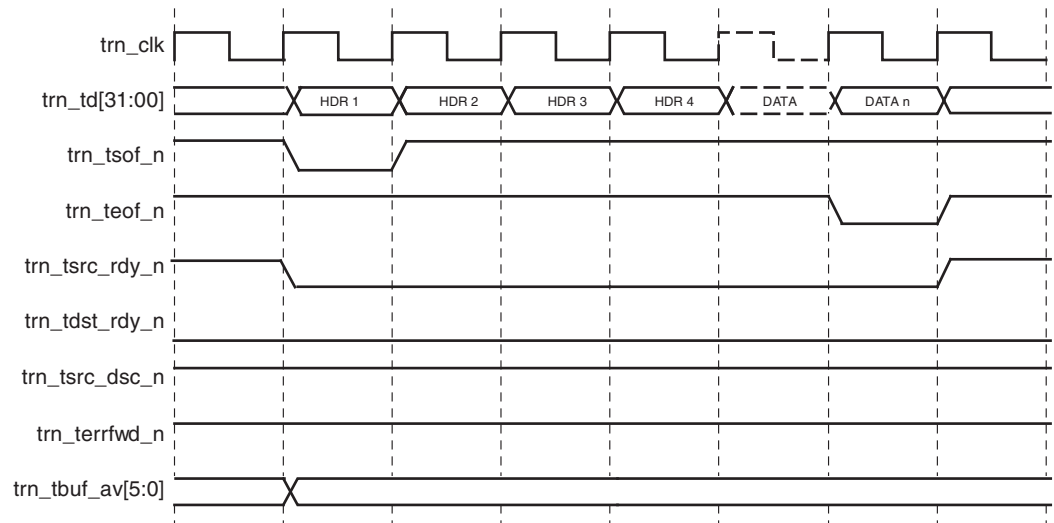 trn_clk
trn_td[31:00] HDR 1 HDR 2 HDR 3 HDR 4 DATA DATA n
trn_tsof_n
trn_teof_n
trn_tsrc_rdy_n
trn_tdst_rdy_n
trn_tsrc_dsc_n
trn_terrfwd_n
trn_tbuf_av[5:0]